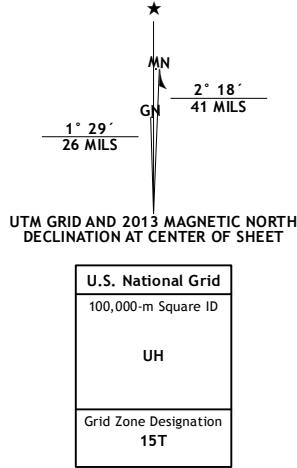 ★
MN
2° 18´
41 MILS
GN
1° 29´
26 MILS
UTM GRID AND 2013 MAGNETIC NORTH
DECLINATION AT CENTER OF SHEET
U.S. National Grid
100,000-m Square ID
UH
Grid Zone Designation
15T